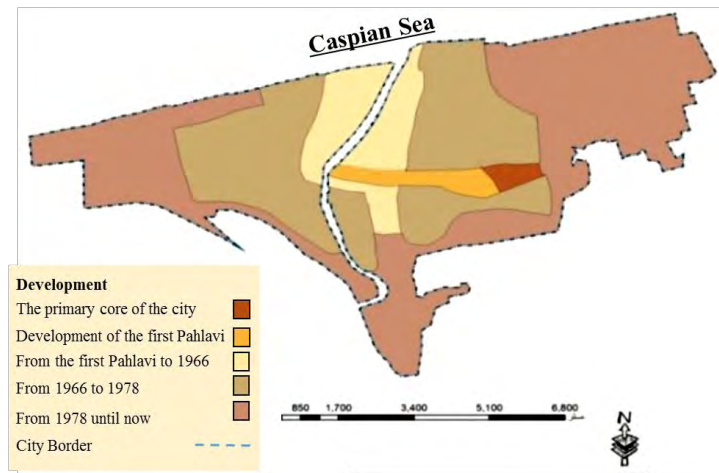 Caspian Sea
Development
The primary core of the city
Development of the first Pahlavi
From the first Pahlavi to 1966
From 1966 to 1978
From 1978 until now
City Border
850 1,700 3,400 5,100 6,800
N